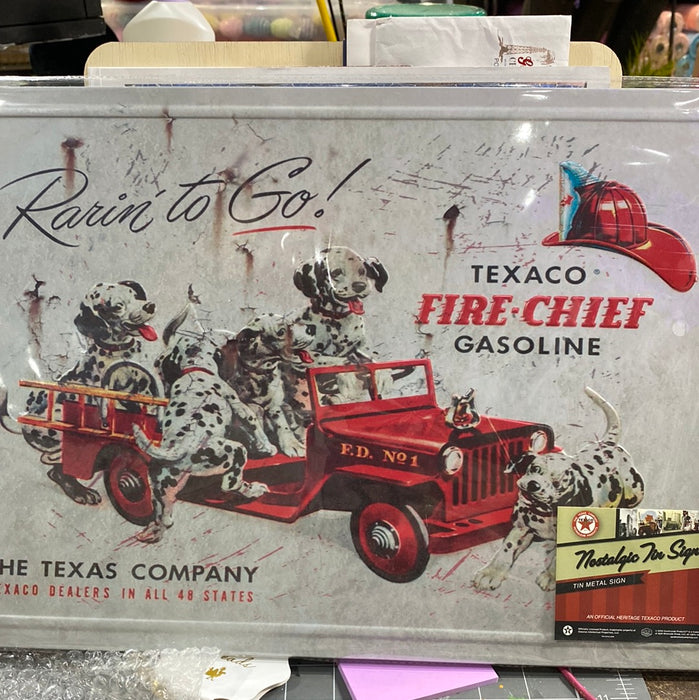 Rarin' to Go!
TEXACO
FIRE-CHIEF
GASOLINE
F.D. No 1
HE TEXAS COMPANY
EXACO DEALERS IN ALL 48 STATES
Nostalgic Tin Sign
TIN METAL SIGN
AN OFFICIAL HERITAGE TEXACO PRODUCT